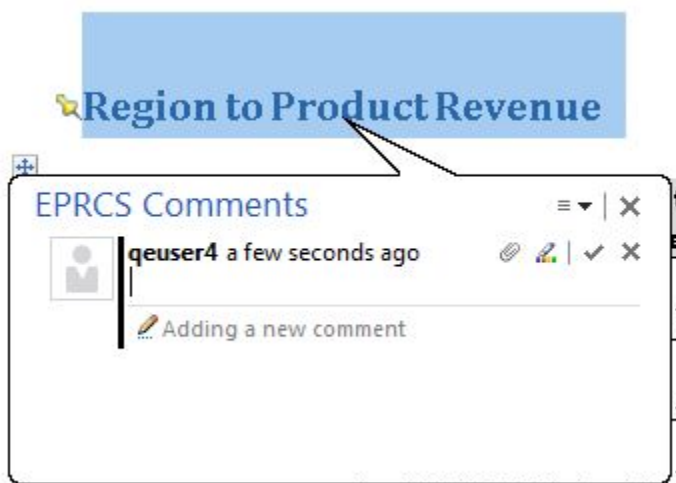 Region to Product Revenue
EPRCS Comments
qeuser4 a few seconds ago
Adding a new comment